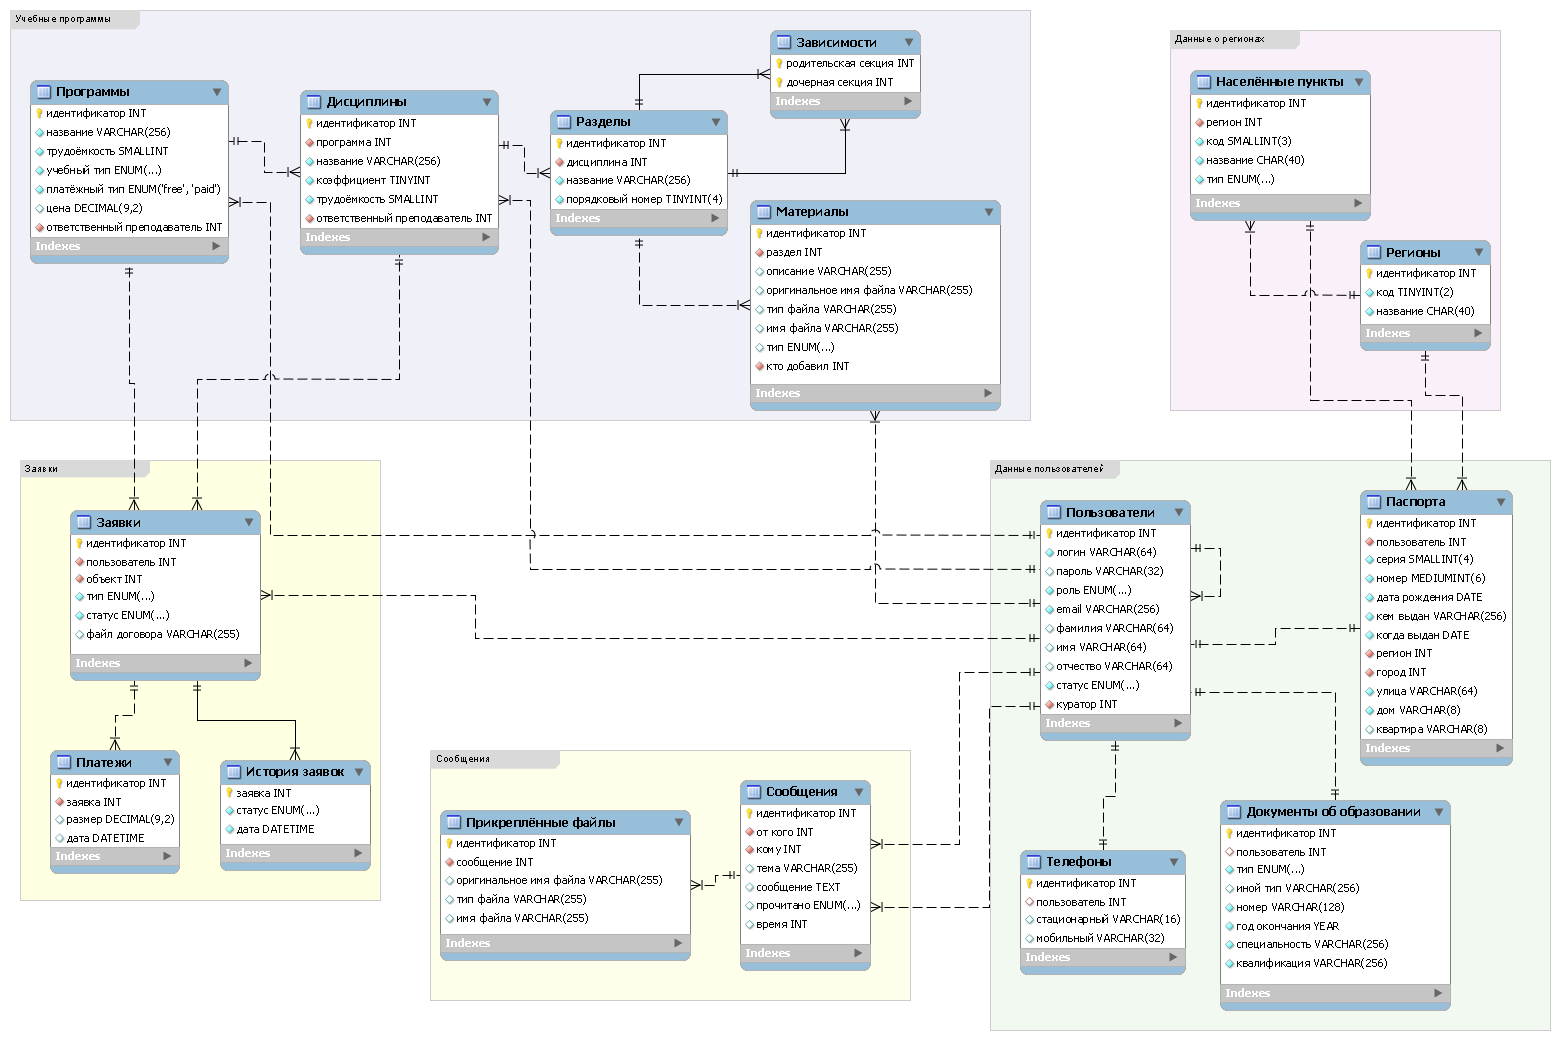 Учебные программы
Программы
идентификатор INT
название VARCHAR(256)
трудоёмкость SMALLINT
учебный тип ENUM(...)
платёжный тип ENUM('free', 'paid')
цена DECIMAL(9,2)
ответственный преподаватель INT
Indexes
Дисциплины
идентификатор INT
программа INT
название VARCHAR(256)
коэффициент TINYINT
трудоёмкость SMALLINT
ответственный преподаватель INT
Indexes
Разделы
идентификатор INT
дисциплина INT
название VARCHAR(256)
порядковый номер TINYINT(4)
Indexes
Зависимости
родительская секция INT
дочерная секция INT
Indexes
Материалы
идентификатор INT
раздел INT
описание VARCHAR(255)
оригинальное имя файла VARCHAR(255)
тип файла VARCHAR(255)
имя файла VARCHAR(255)
тип ENUM(...)
кто добавил INT
Indexes
Данные о регионах
Населённые пункты
идентификатор INT
регион INT
код SMALLINT(3)
название CHAR(40)
тип ENUM(...)
Indexes
Регионы
идентификатор INT
код TINYINT(2)
название CHAR(40)
Indexes
Заявки
Заявки
идентификатор INT
пользователь INT
объект INT
тип ENUM(...)
статус ENUM(...)
файл договора VARCHAR(255)
Indexes
Платежи
идентификатор INT
заявка INT
размер DECIMAL(9,2)
дата DATETIME
Indexes
История заявок
заявка INT
статус ENUM(...)
дата DATETIME
Indexes
Сообщения
Прикреплённые файлы
идентификатор INT
сообщение INT
оригинальное имя файла VARCHAR(255)
тип файла VARCHAR(255)
имя файла VARCHAR(255)
Indexes
Сообщения
идентификатор INT
от кого INT
кому INT
тема VARCHAR(255)
сообщение TEXT
прочитано ENUM(...)
время INT
Indexes
Данные пользователей
Пользователи
идентификатор INT
логин VARCHAR(64)
пароль VARCHAR(32)
роль ENUM(...)
email VARCHAR(256)
фамилия VARCHAR(64)
имя VARCHAR(64)
отчество VARCHAR(64)
статус ENUM(...)
куратор INT
Indexes
Паспорта
идентификатор INT
пользователь INT
серия SMALLINT(4)
номер MEDIUMINT(6)
дата рождения DATE
кем выдан VARCHAR(256)
когда выдан DATE
регион INT
город INT
улица VARCHAR(64)
дом VARCHAR(8)
квартира VARCHAR(8)
Indexes
Телефоны
идентификатор INT
пользователь INT
стационарный VARCHAR(16)
мобильный VARCHAR(32)
Indexes
Документы об образовании
идентификатор INT
пользователь INT
тип ENUM(...)
иной тип VARCHAR(256)
номер VARCHAR(128)
год окончания YEAR
специальность VARCHAR(256)
квалификация VARCHAR(256)
Indexes